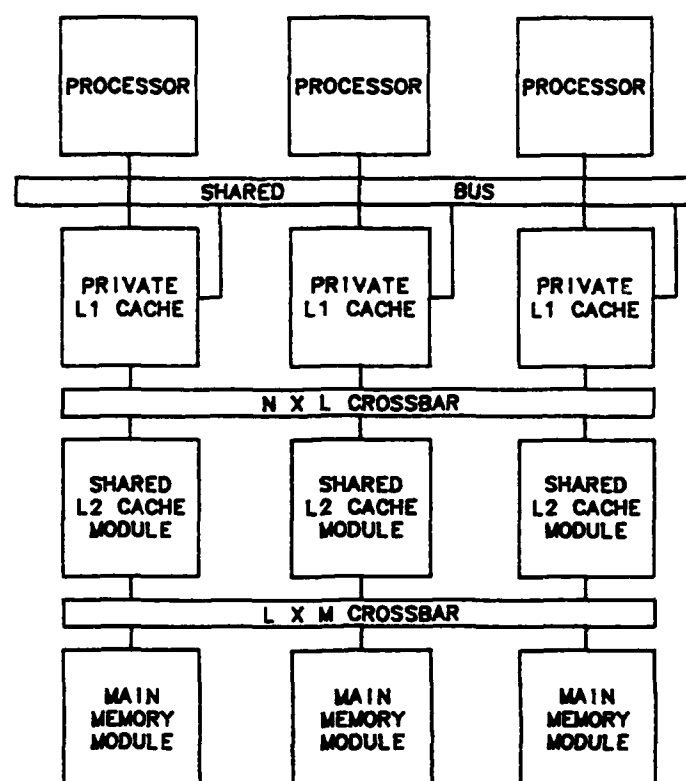 PROCESSOR PROCESSOR PROCESSOR
SHARED BUS
PRIVATE PRIVATE PRIVATE
L1 CACHE L1 CACHE L1 CACHE
N X L CROSSBAR
SHARED SHARED SHARED
L2 CACHE L2 CACHE L2 CACHE
MODULE MODULE MODULE
L X M CROSSBAR
MAIN MAIN MAIN
MEMORY MEMORY MEMORY
MODULE MODULE MODULE